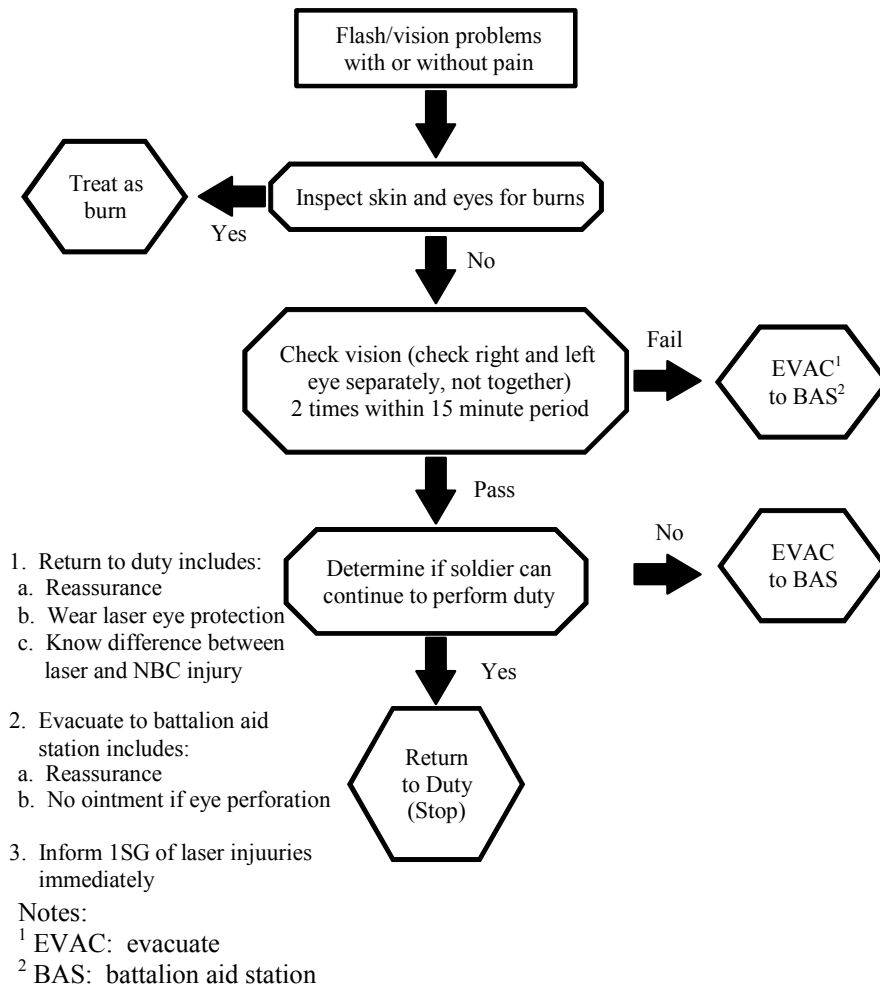 Flash/vision problems
with or without pain
Inspect skin and eyes for burns
Yes
Treat as
burn
No
Check vision (check right and left
eye separately, not together)
2 times within 15 minute period
Fail
EVAC¹
to BAS²
Pass
Determine if soldier can
continue to perform duty
No
EVAC
to BAS
Yes
Return
to Duty
(Stop)
1. Return to duty includes:
a. Reassurance
b. Wear laser eye protection
c. Know difference between
laser and NBC injury
2. Evacuate to battalion aid
station includes:
a. Reassurance
b. No ointment if eye perforation
3. Inform 1SG of laser injuuries
immediately
Notes:
¹ EVAC: evacuate
² BAS: battalion aid station